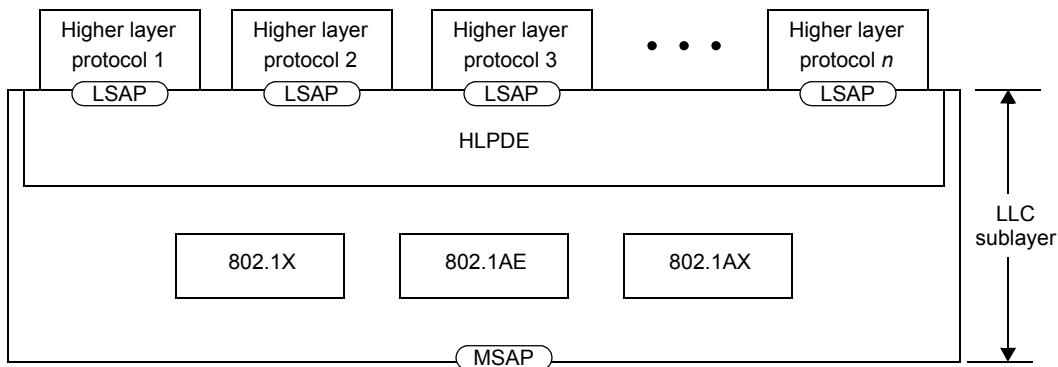 Higher layer
protocol 1
Higher layer
protocol 2
Higher layer
protocol 3
• • •
Higher layer
protocol n
LSAP
LSAP
LSAP
LSAP
HLPDE
LLC
sublayer
802.1X
802.1AE
802.1AX
MSAP